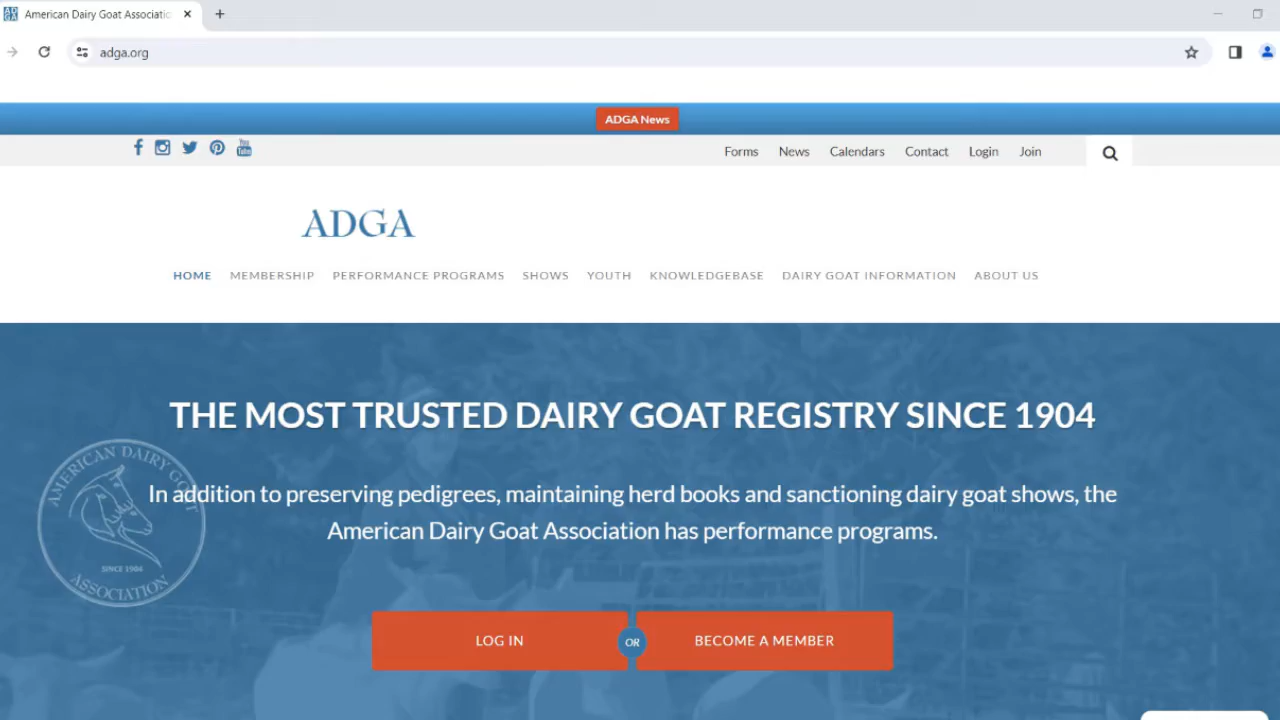 American Dairy Goat Associatic
adga.org
ADGA News
Forms News Calendars Contact Login Join
ADGA
HOME MEMBERSHIP PERFORMANCE PROGRAMS SHOWS YOUTH KNOWLEDGEBASE DAIRY GOAT INFORMATION ABOUT US
THE MOST TRUSTED DAIRY GOAT REGISTRY SINCE 1904
In addition to preserving pedigrees, maintaining herd books and sanctioning dairy goat shows, the
American Dairy Goat Association has performance programs.
AMERICAN DAIRY GOAT
SINCE 1904
ASSOCIATION
LOG IN OR BECOME A MEMBER